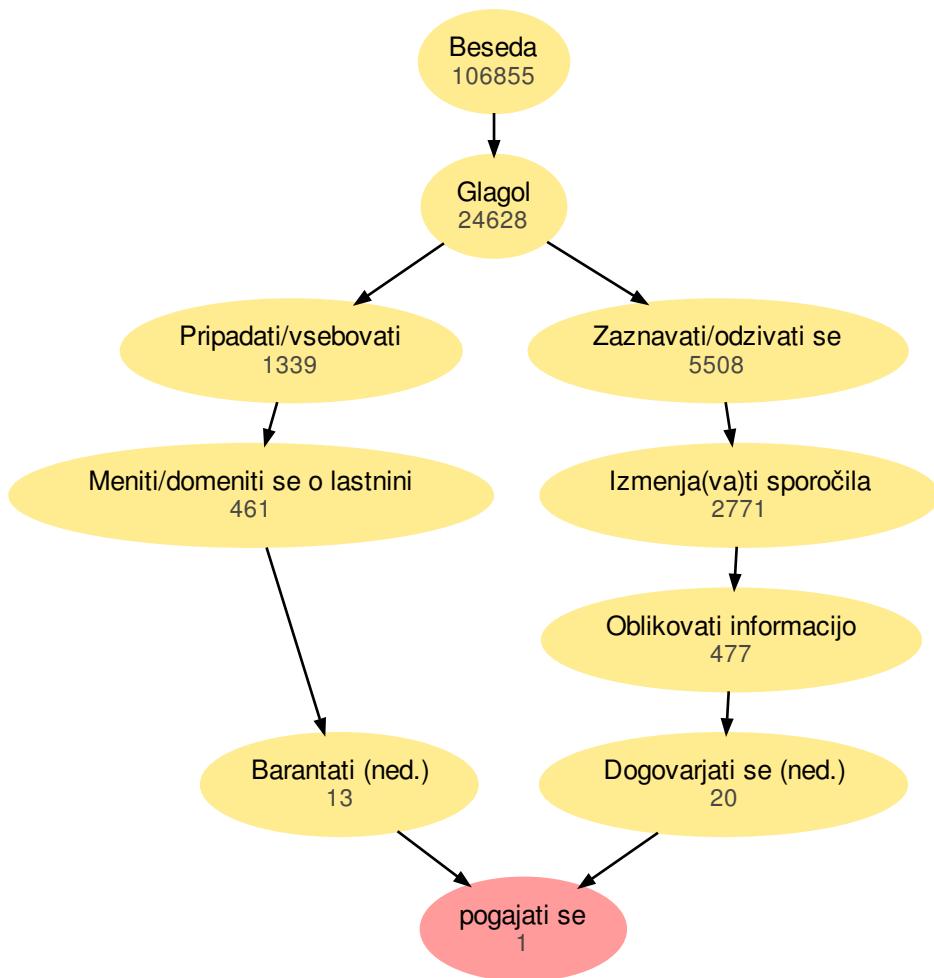 Beseda
106855
Glagol
24628
Pripadati/vsebovati
1339
Zaznavati/odzivati se
5508
Meniti/domeniti se o lastnini
461
Izmenja(va)ti sporočila
2771
Oblikovati informacijo
477
Barantati (ned.)
13
Dogovarjati se (ned.)
20
pogajati se
1